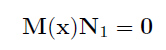 M(x)N₁ = 0